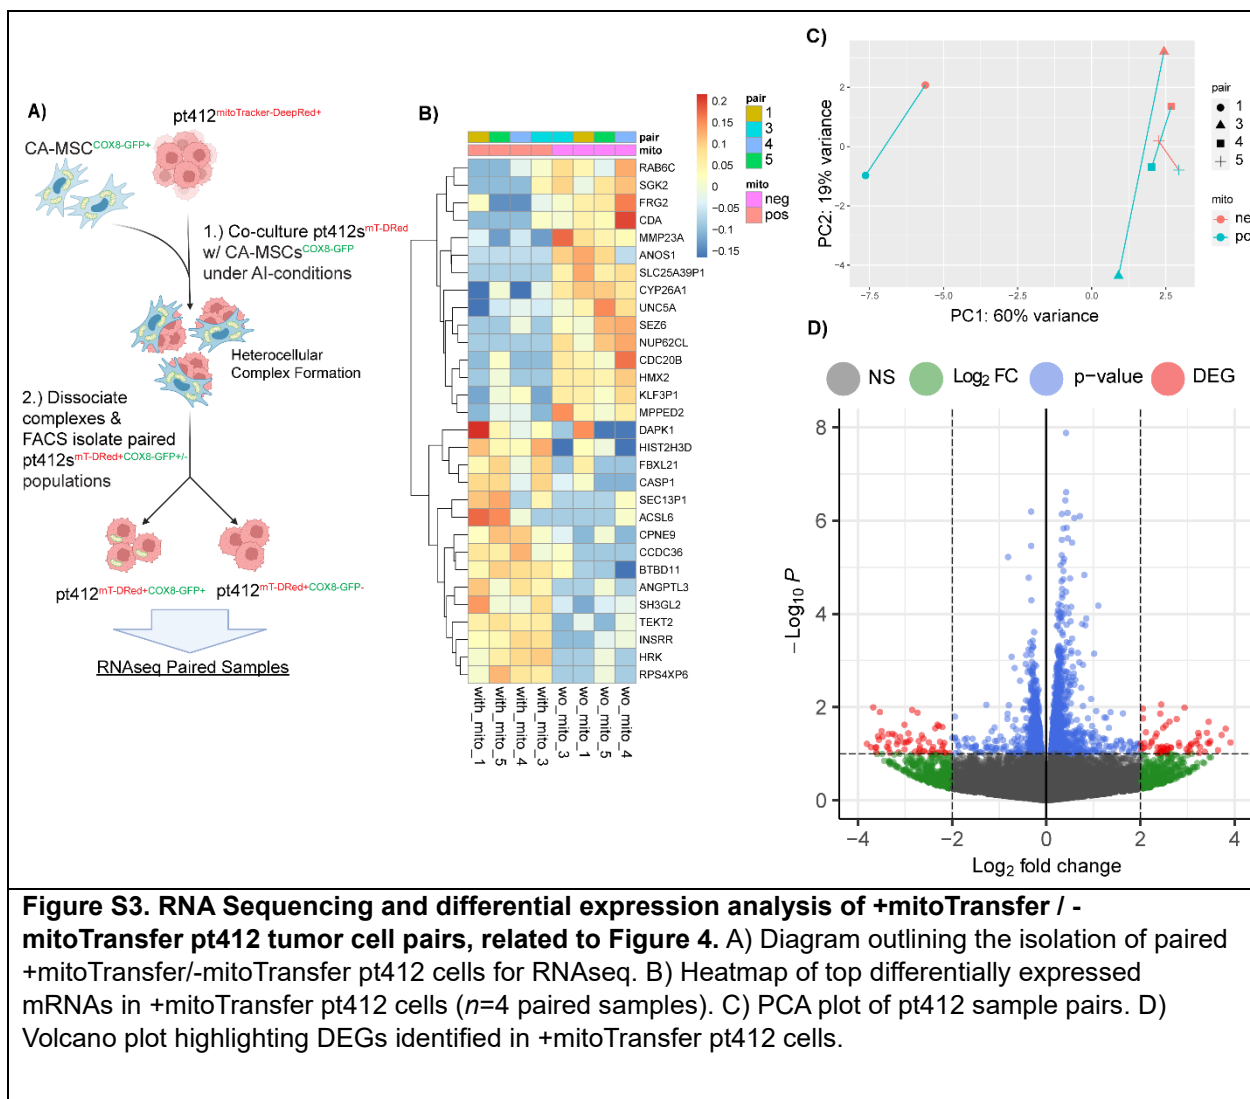 A)
pt412mitoTracker-DeepRed+
CA-MSCCOX8-GFP+
1.) Co-culture pt412smT-DRed
w/ CA-MSCsCOX8-GFP
under AI-conditions
Heterocellular
Complex Formation
2.) Dissociate
complexes &
FACS isolate paired
pt412smT-DRed+COX8-GFP+/-
populations
pt412mT-DRed+COX8-GFP+
pt412mT-DRed+COX8-GFP-
RNAseq Paired Samples
B)
0.2
0.15
0.1
0.05
0
−0.05
−0.1
−0.15
pair
1
3
4
5
mito
neg
pos
pair
mito
RAB6C
SGK2
FRG2
CDA
MMP23A
ANOS1
SLC25A39P1
CYP26A1
UNC5A
SEZ6
NUP62CL
CDC20B
HMX2
KLF3P1
MPPED2
DAPK1
HIST2H3D
FBXL21
CASP1
SEC13P1
ACSL6
CPNE9
CCDC36
BTBD11
ANGPTL3
SH3GL2
TEKT2
INSRR
HRK
RPS4XP6
with_mito_1
with_mito_5
with_mito_4
with_mito_3
wo_mito_3
wo_mito_1
wo_mito_5
wo_mito_4
C)
PC2: 19% variance
2
0
−2
−4
−7.5
−5.0
−2.5
0.0
2.5
PC1: 60% variance
pair
1
3
4
5
mito
ne
po
D)
NS
Log2 FC
p-value
DEG
−Log10 P
8
6
4
2
0
−4
−2
0
2
4
Log2 fold change
Figure S3. RNA Sequencing and differential expression analysis of +mitoTransfer / -
mitoTransfer pt412 tumor cell pairs, related to Figure 4. A) Diagram outlining the isolation of paired
+mitoTransfer/-mitoTransfer pt412 cells for RNAseq. B) Heatmap of top differentially expressed
mRNAs in +mitoTransfer pt412 cells (n=4 paired samples). C) PCA plot of pt412 sample pairs. D)
Volcano plot highlighting DEGs identified in +mitoTransfer pt412 cells.